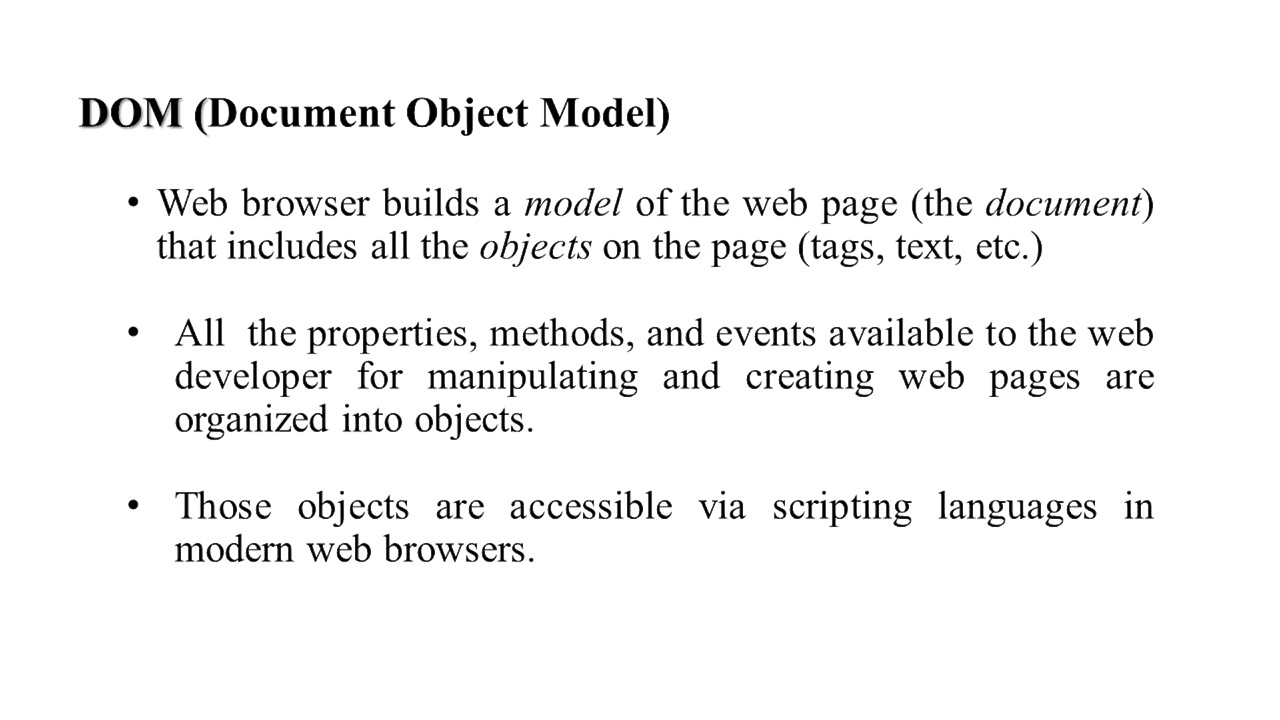 DOM (Document Object Model)
• Web browser builds a model of the web page (the document)
that includes all the objects on the page (tags, text, etc.)
• All the properties, methods, and events available to the web
developer for manipulating and creating web pages are
organized into objects.
• Those objects are accessible via scripting languages in
modern web browsers.